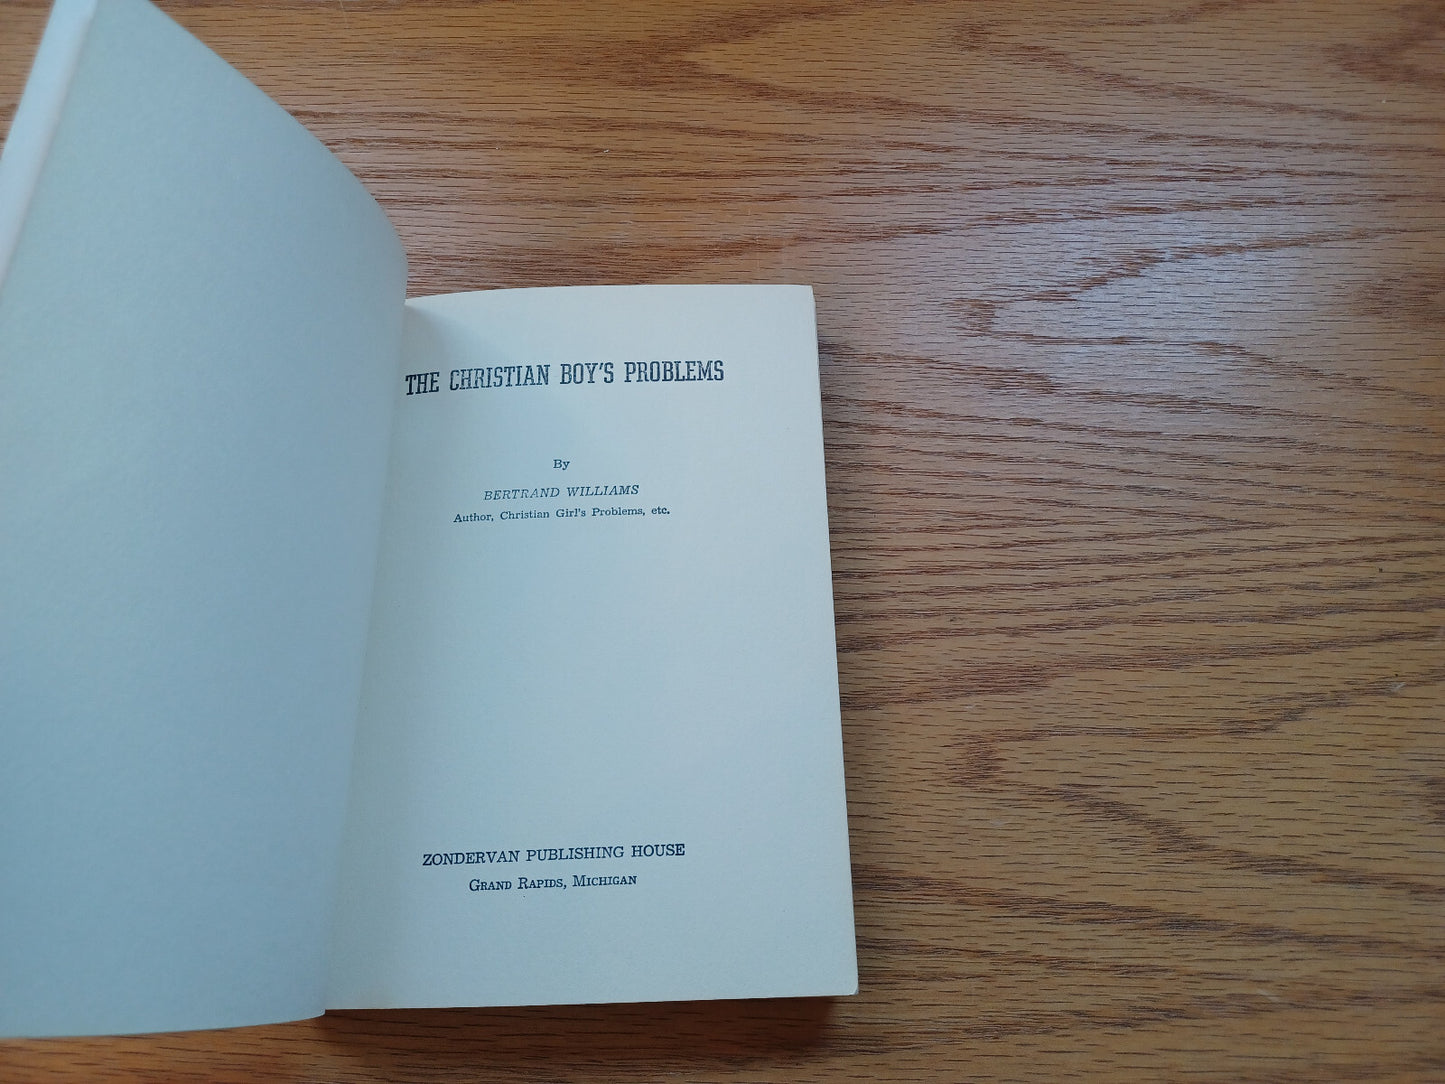 THE CHRISTIAN BOY'S PROBLEMS
By
BERTRAND WILLIAMS
Author, Christian Girl's Problems, etc.
ZONDERVAN PUBLISHING HOUSE
GRAND RAPIDS, MICHIGAN